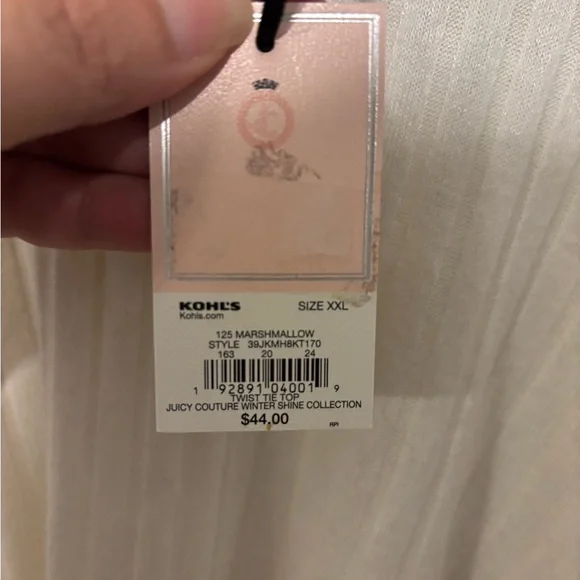 KOHL'S SIZE XXL
Kohls.com
125 MARSHMALLOW
STYLE 39JKMH8KT170
163 20 24
1 92891 04001 9
TWIST TIE TOP
JUICY COUTURE WINTER SHINE COLLECTION
$44.00
RPI